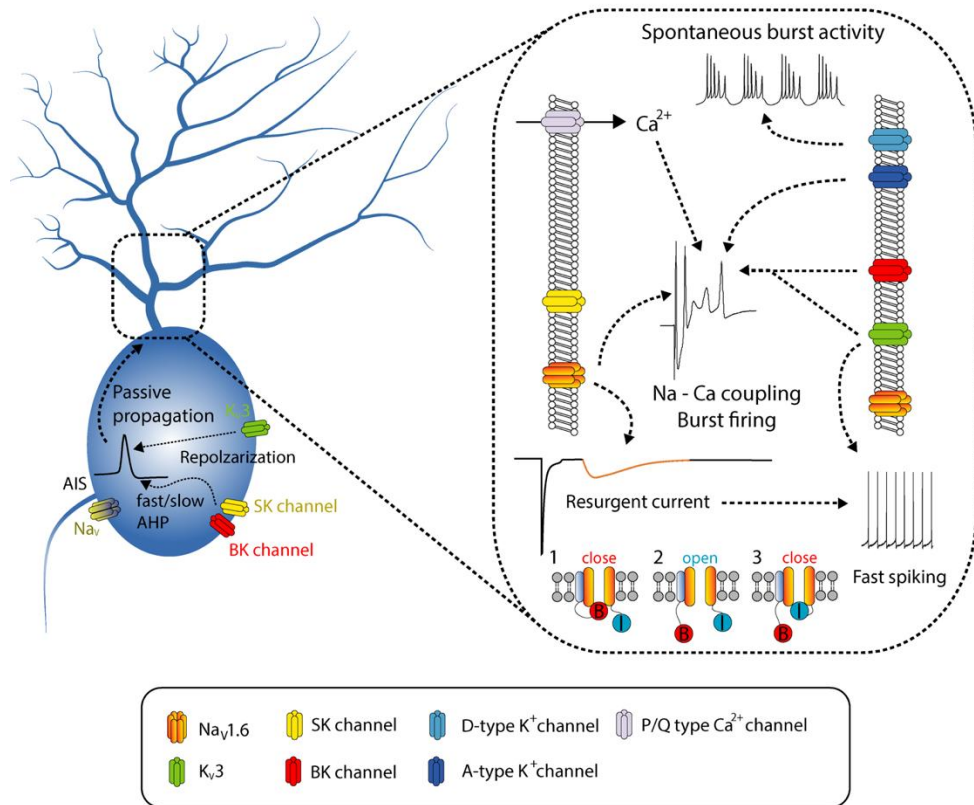 Spontaneous burst activity
Ca2+
Na - Ca coupling
Burst firing
Passive
propagation
Kv3
Repolzarization
AIS
fast/slow
AHP
Nav
SK channel
BK channel
Resurgent current
Fast spiking
1 close
2 open
3 close
B
I
B
I
B
I
Nav1.6
SK channel
D-type K+channel
P/Q type Ca2+ channel
Kv3
BK channel
A-type K+channel